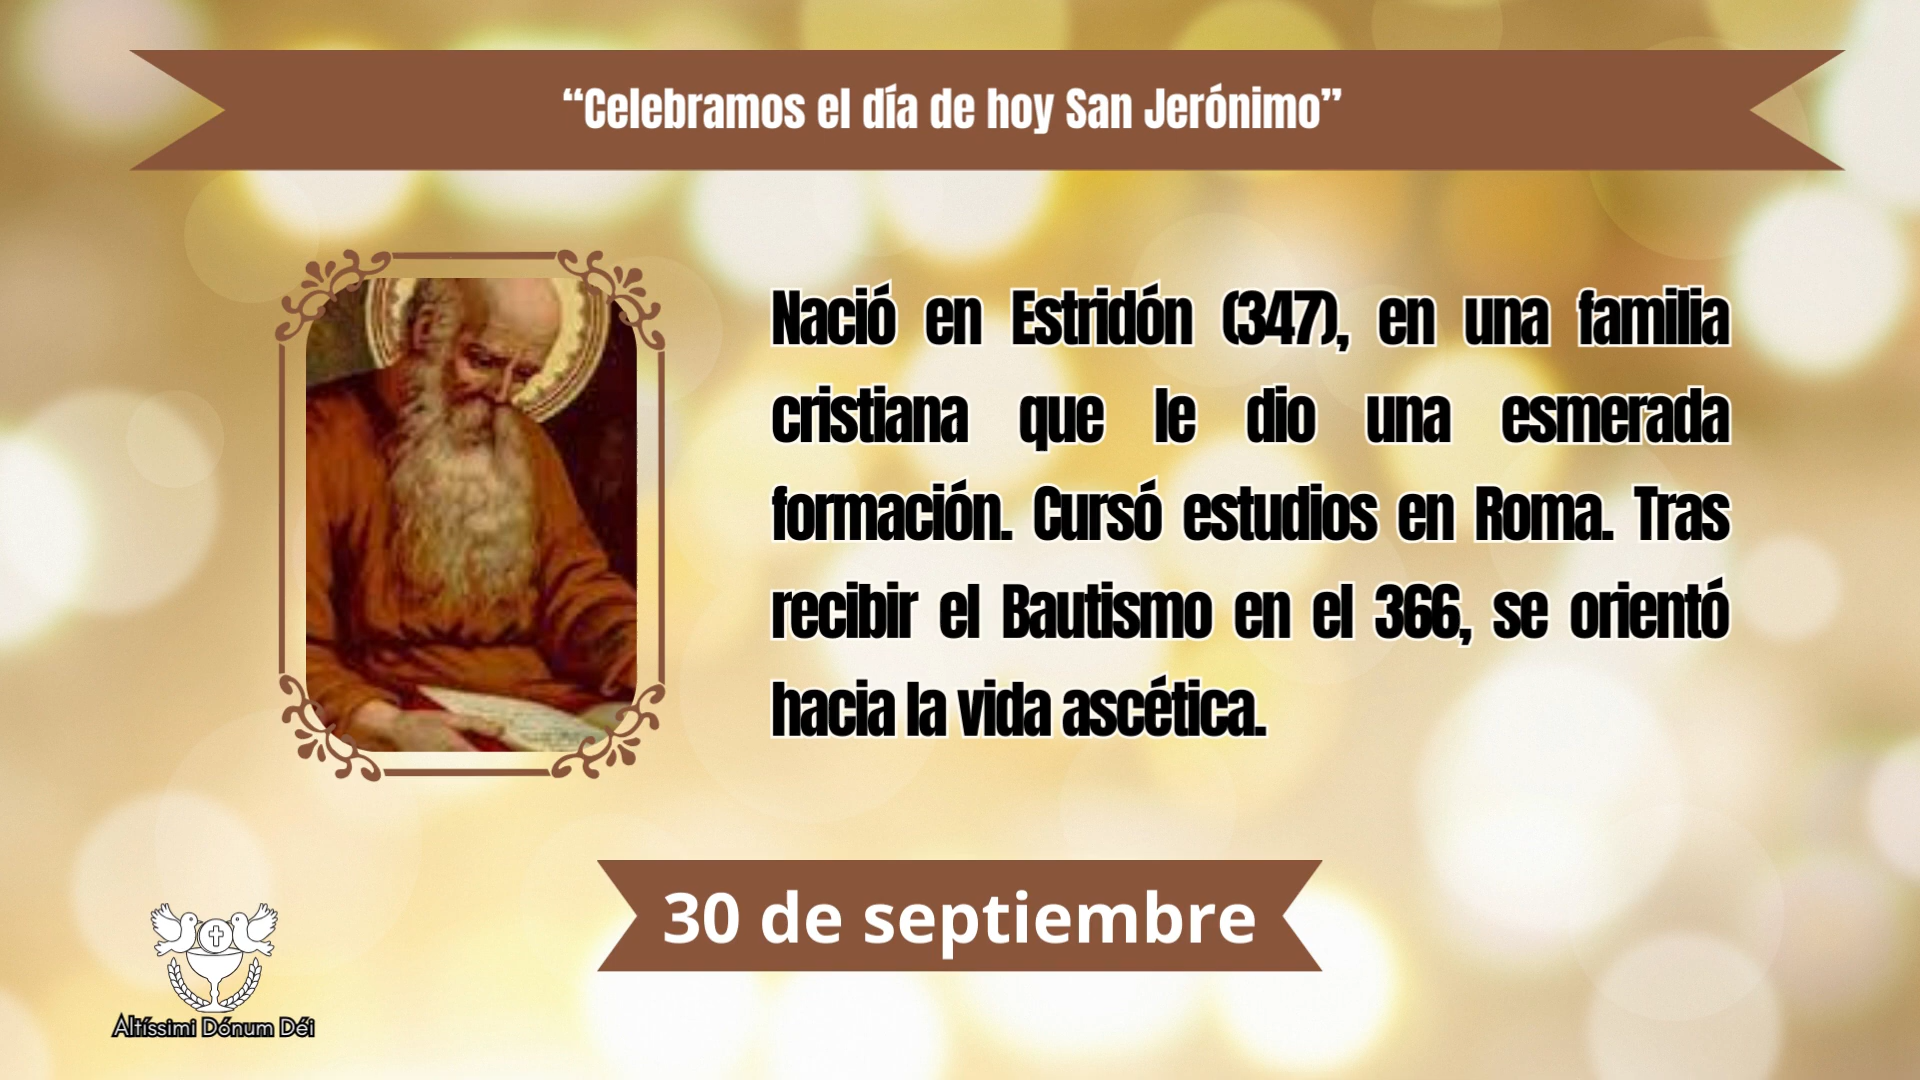 “Celebramos el día de hoy San Jerónimo”
Nació en Estridón (347), en una familia
cristiana que le dio una esmerada
formación. Cursó estudios en Roma. Tras
recibir el Bautismo en el 366, se orientó
hacia la vida ascética.
30 de septiembre
Altíssimi Dónum Déi